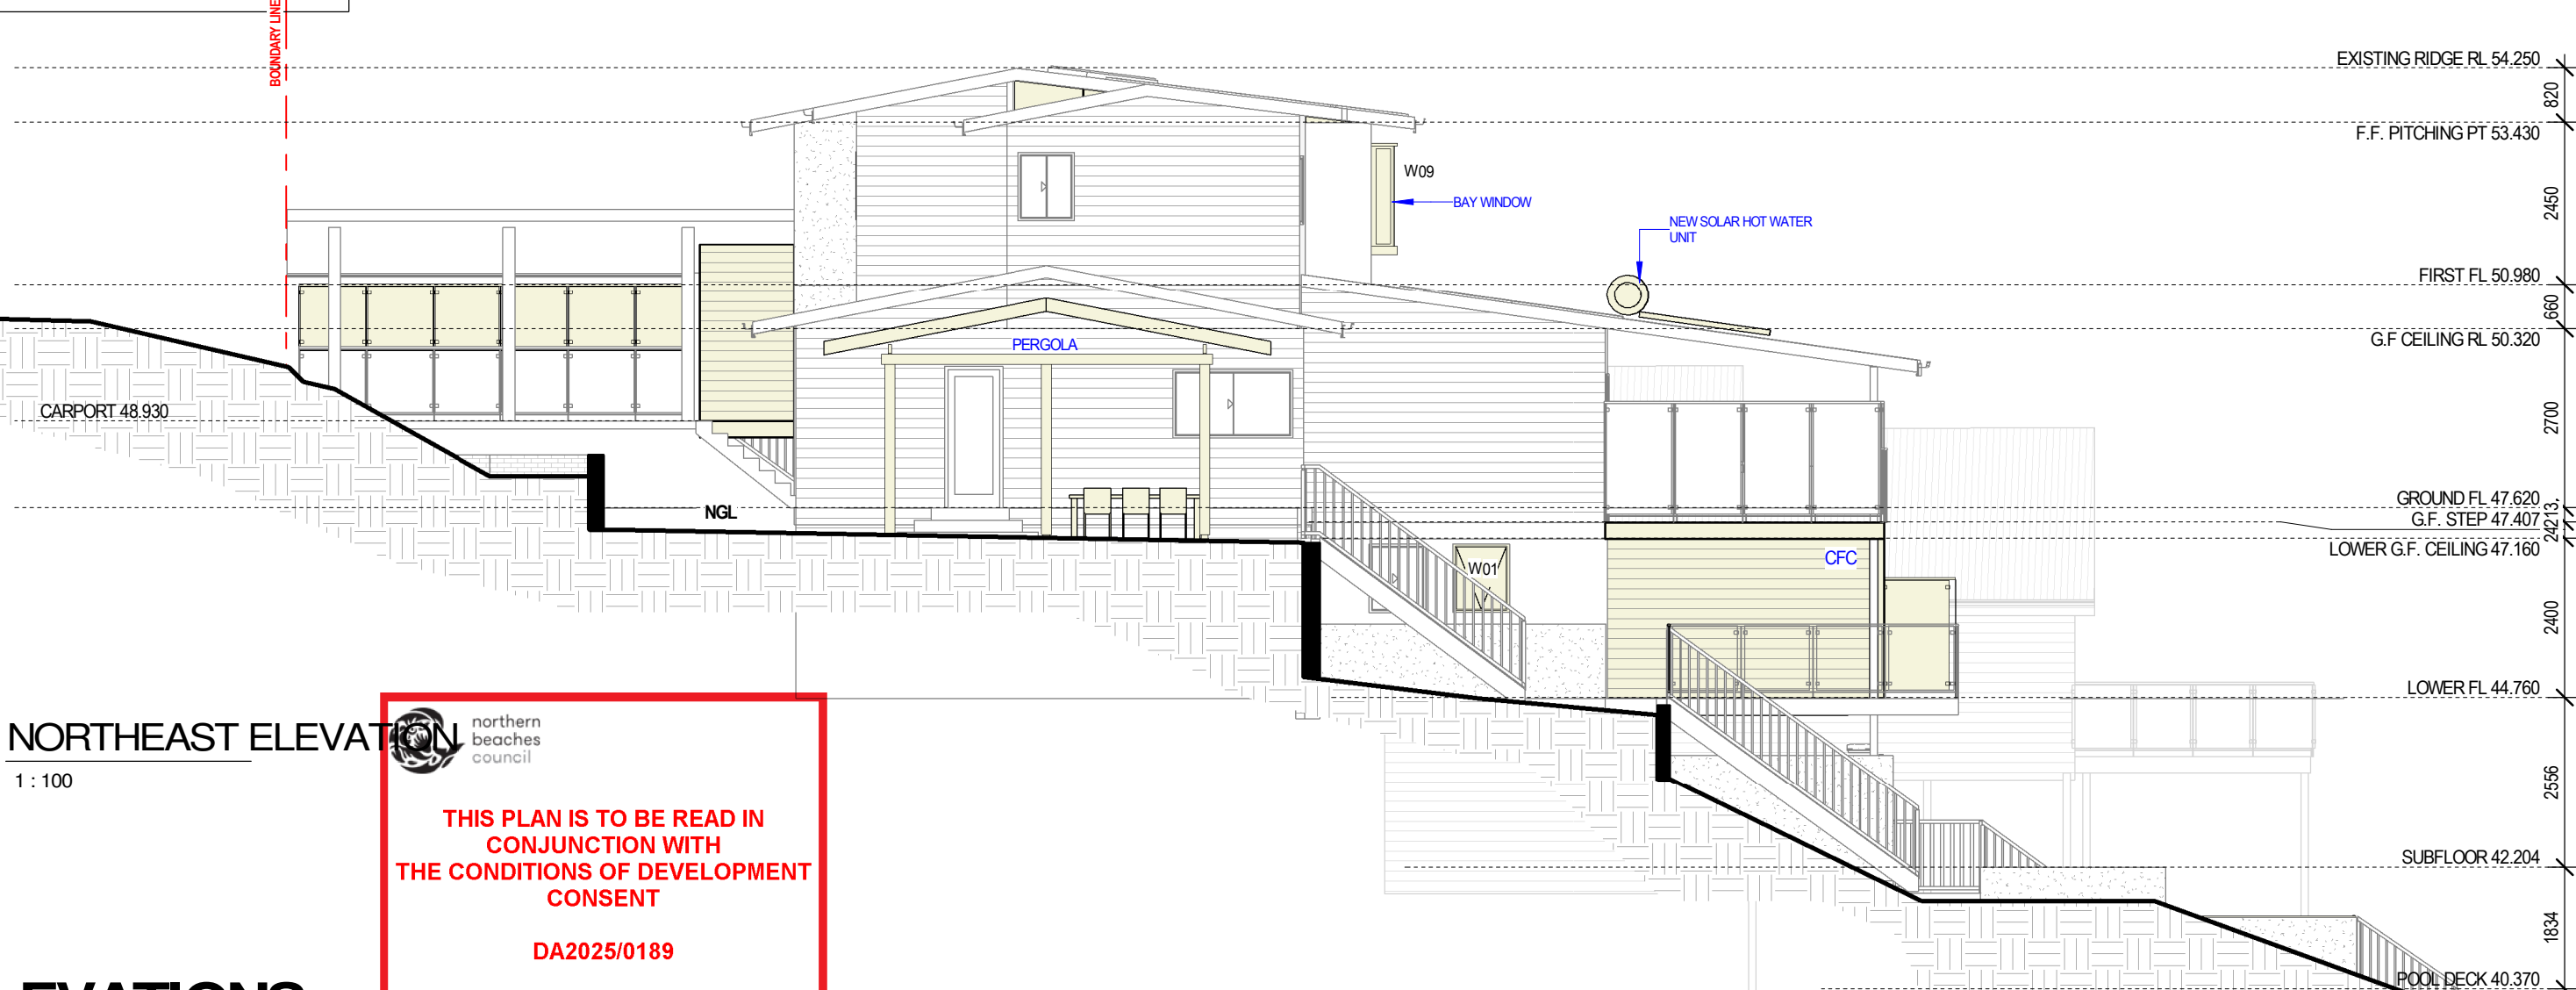 BOUNDARY LINE
EXISTING RIDGE RL 54.250
820
F.F. PITCHING PT 53.430
W09
BAY WINDOW
2450
NEW SOLAR HOT WATER
UNIT
FIRST FL 50.980
660
G.F CEILING RL 50.320
PERGOLA
CARPORT 48.930
2700
GROUND FL 47.620
NGL
G.F. STEP 47.407
LOWER G.F. CEILING 47.160
CFC
W01
2400
LOWER FL 44.760
NORTHEAST ELEVATION
1 : 100
northern
beaches
council
2556
THIS PLAN IS TO BE READ IN
CONJUNCTION WITH
THE CONDITIONS OF DEVELOPMENT
CONSENT
SUBFLOOR 42.204
1834
DA2025/0189
POOL DECK 40.370